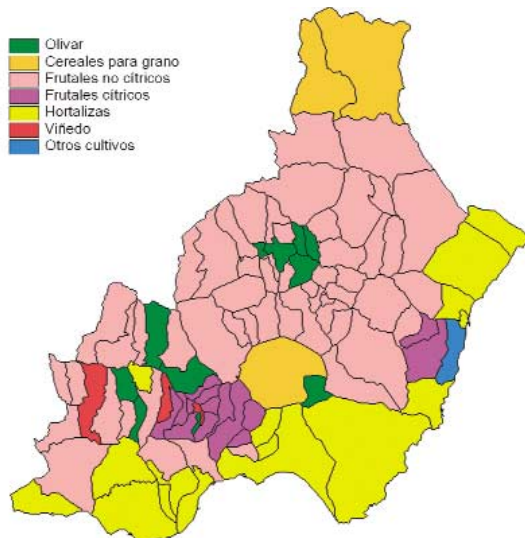 Olivar
Cereales para grano
Frutales no cítricos
Frutales cítricos
Hortalizas
Viñedo
Otros cultivos